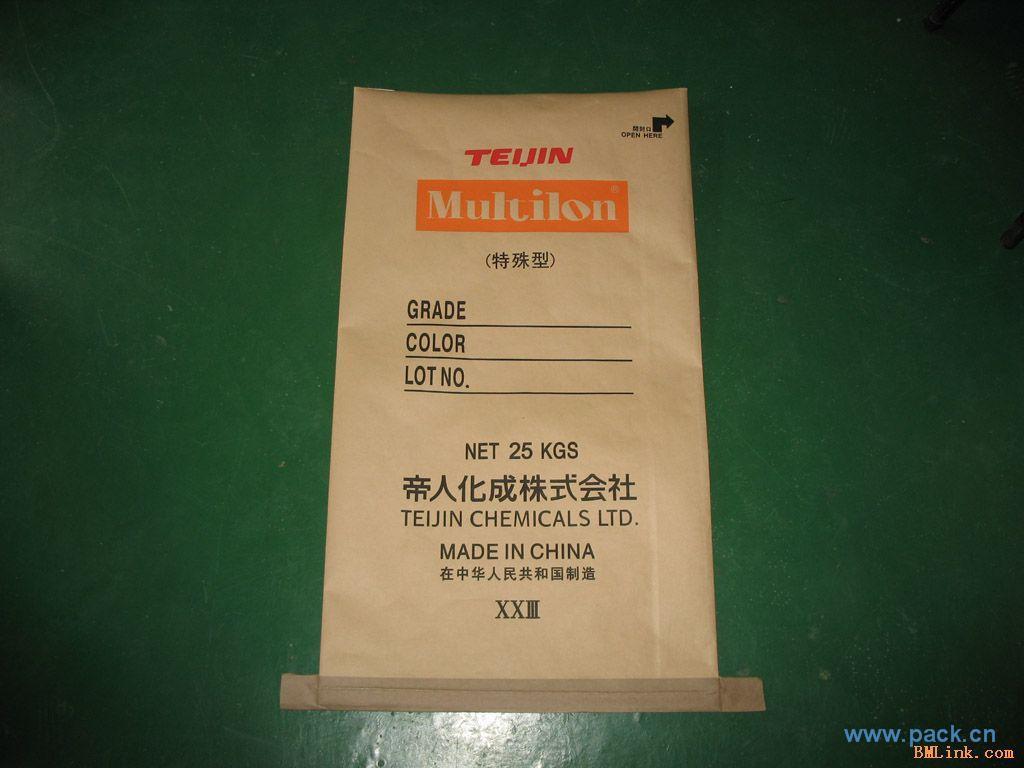 開封口
OPEN HERE
TEIJIN
Multilon®
(特殊型)
GRADE
COLOR
LOT NO.
NET 25 KGS
帝人化成株式会社
TEIJIN CHEMICALS LTD.
MADE IN CHINA
在中华人民共和国制造
XXⅢ
www.pack.cn
BMLink.com